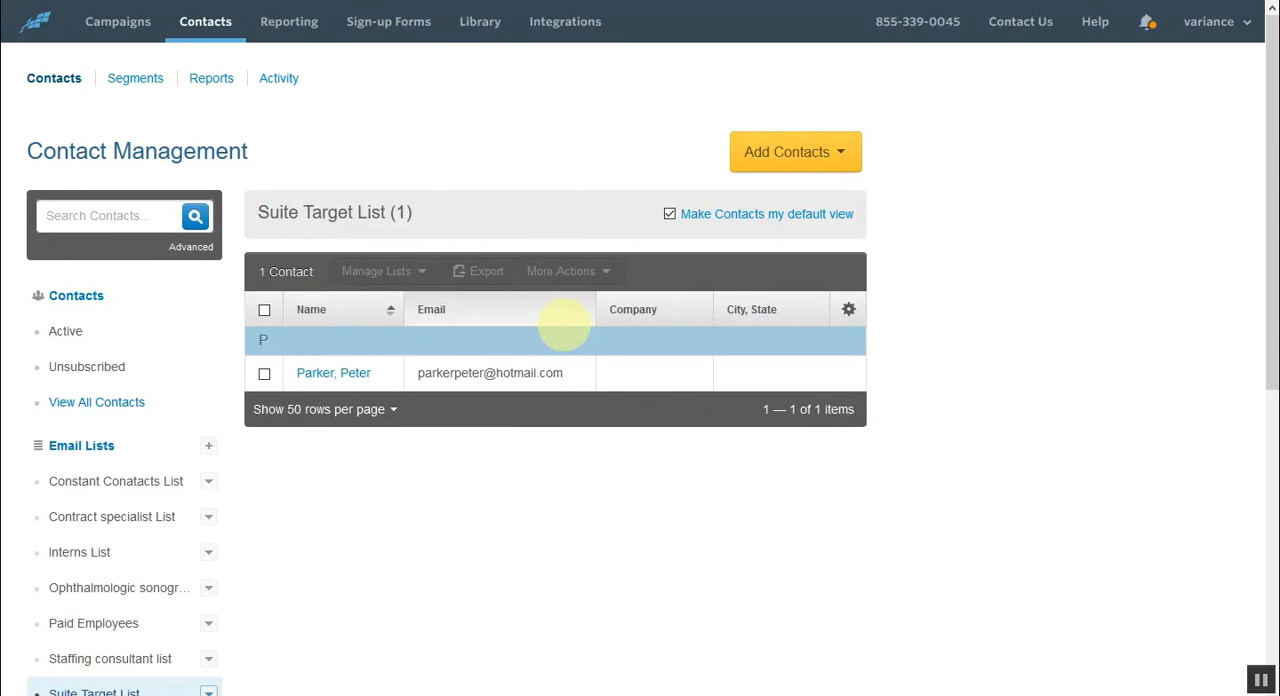 Campaigns Contacts Reporting Sign-up Forms Library Integrations 855-339-0045 Contact Us Help variance
Contacts Segments Reports Activity
Contact Management
Add Contacts
Search Contacts...
Advanced
Suite Target List (1)
Make Contacts my default view
1 Contact Manage Lists Export More Actions
Name Email Company City, State
P
Parker, Peter parkerpeter@hotmail.com
Show 50 rows per page 1 — 1 of 1 items
Contacts
Active
Unsubscribed
View All Contacts
Email Lists +
Constant Conatacts List
Contract specialist List
Interns List
Ophthalmologic sonogr...
Paid Employees
Staffing consultant list
Suite Target List